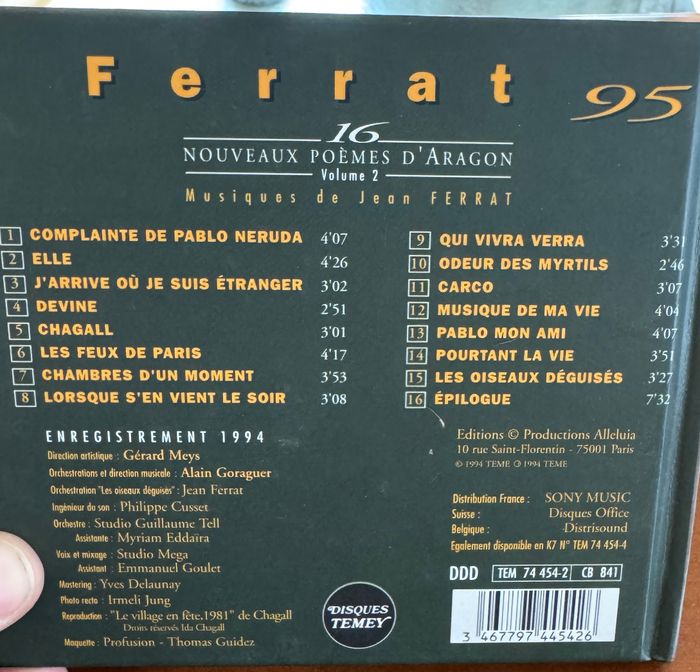 Ferrat 95
16
NOUVEAUX POÈMES D'ARAGON
Volume 2
Musiques de Jean FERRAT
1 COMPLAINTE DE PABLO NERUDA 4'07
2 ELLE 4'26
3 J'ARRIVE OÙ JE SUIS ÉTRANGER 3'02
4 DEVINE 2'51
5 CHAGALL 3'01
6 LES FEUX DE PARIS 4'17
7 CHAMBRES D'UN MOMENT 3'53
8 LORSQUE S'EN VIENT LE SOIR 3'08
9 QUI VIVRA VERRA 3'31
10 ODEUR DES MYRTILS 2'46
11 CARCO 3'07
12 MUSIQUE DE MA VIE 4'04
13 PABLO MON AMI 4'07
14 POURTANT LA VIE 3'51
15 LES OISEAUX DÉGUISÉS 3'27
16 ÉPILOGUE 7'32
ENREGISTREMENT 1994
Direction artistique : Gérard Meys
Orchestrations et direction musicale : Alain Goraguer
Orchestration "Les oiseaux déguisés" : Jean Ferrat
Ingénieur du son : Philippe Cusset
Orchestre : Studio Guillaume Tell
Assistante : Myriam Eddaïra
Voix et mixage : Studio Mega
Assistant : Emmanuel Goulet
Mastering : Yves Delaunay
Photo recto : Irmeli Jung
Reproduction : "Le village en fête.1981" de Chagall
Droits réservés Ida Chagall
Maquette : Profusion - Thomas Guidez
Editions © Productions Alleluia
10 rue Saint-Florentin - 75001 Paris
© 1994 TEME ℗ 1994 TEME
Distribution France : SONY MUSIC
Suisse : Disques Office
Belgique : Distrisound
Egalement disponible en K7 N° TEM 74 454-4
DDD TEM 74 454-2 CB 841
DISQUES
TEMEY
3 467797 445426